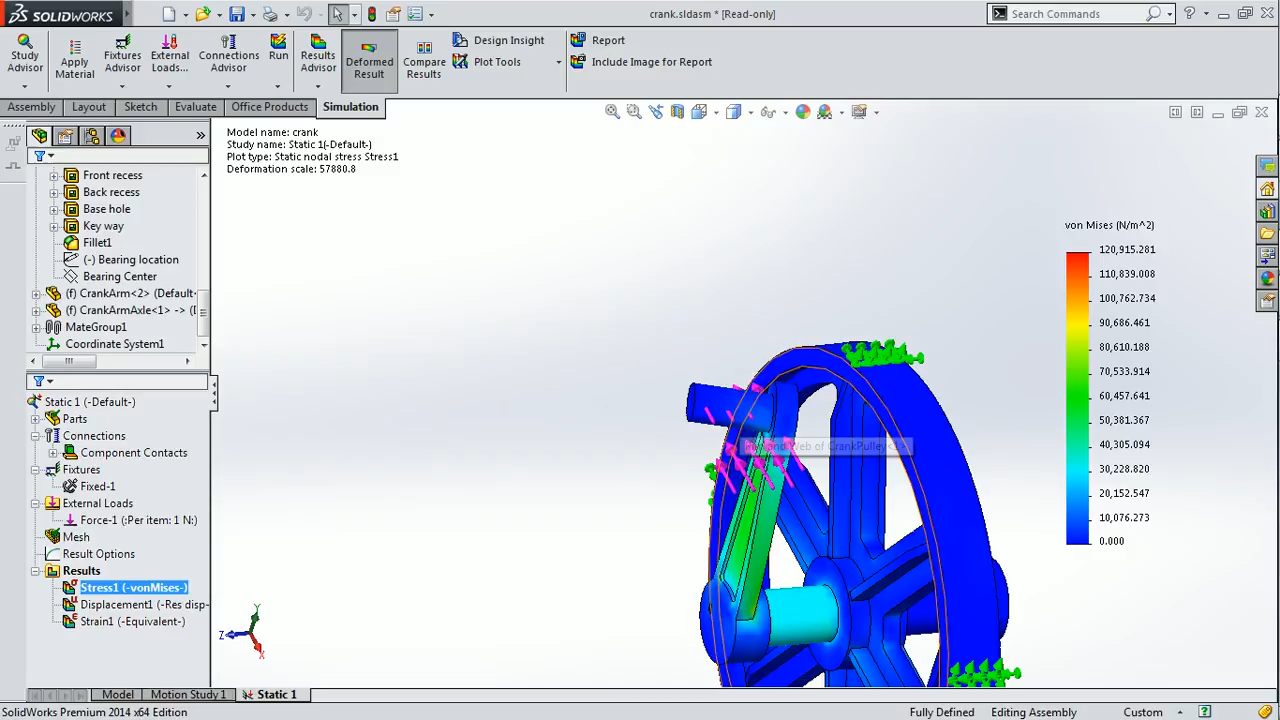 SOLIDWORKS
crank.sldasm * [Read-only]
Search Commands
Study Advisor
Apply Material
Fixtures Advisor
External Loads...
Connections Advisor
Run
Results Advisor
Deformed Result
Compare Results
Design Insight
Plot Tools
Report
Include Image for Report
Assembly
Layout
Sketch
Evaluate
Office Products
Simulation
Model name: crank
Study name: Static 1(-Default-)
Plot type: Static nodal stress Stress1
Deformation scale: 57880.8
Front recess
Back recess
Base hole
Key way
Fillet1
(-) Bearing location
Bearing Center
(f) CrankArm<2> (Default
(f) CrankArmAxle<1> -> (
MateGroup1
Coordinate System1
Static 1 (-Default-)
Parts
Connections
Component Contacts
Fixtures
Fixed-1
External Loads
Force-1 (:Per item: 1 N:)
Mesh
Result Options
Results
Stress1 (-vonMises-)
Displacement1 (-Res disp-
Strain1 (-Equivalent-)
von Mises (N/m^2)
120,915.281
110,839.008
100,762.734
90,686.461
80,610.188
70,533.914
60,457.641
50,381.367
40,305.094
30,228.820
20,152.547
10,076.273
0.000
and Web of CrankPulley<1>
Y
Z
X
Model
Motion Study 1
Static 1
SolidWorks Premium 2014 x64 Edition
Fully Defined
Editing Assembly
Custom